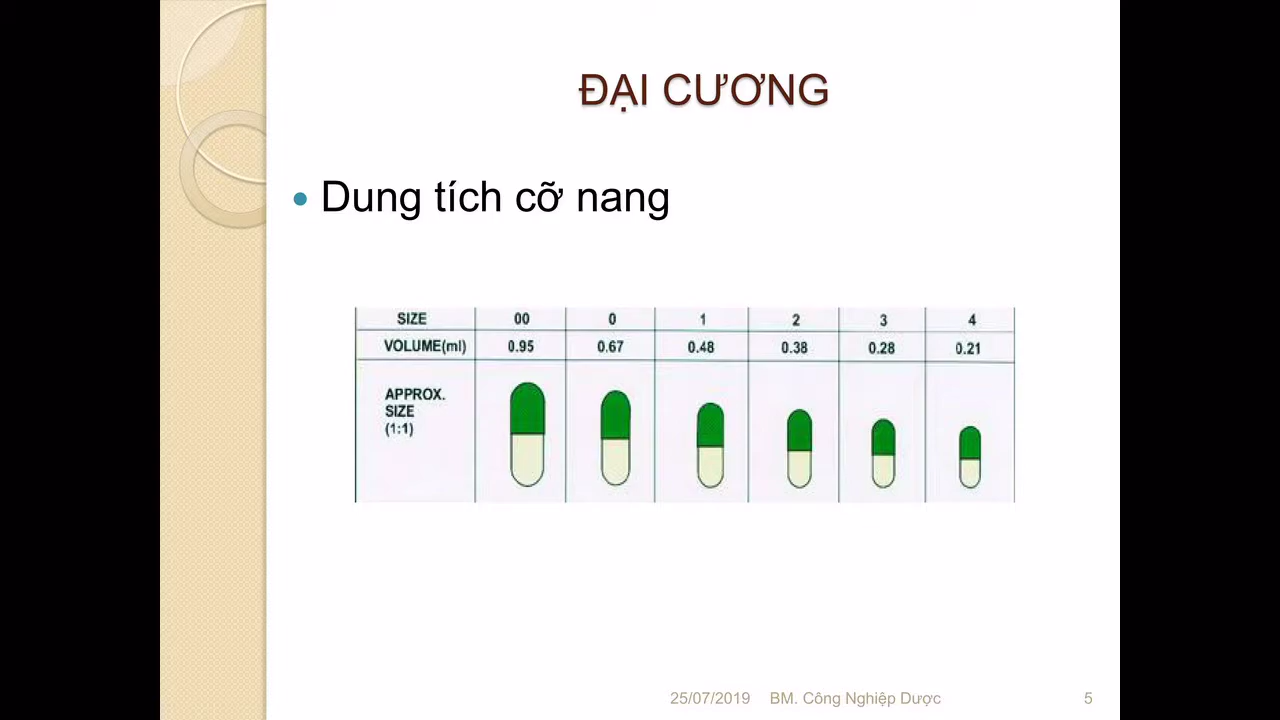 ĐẠI CƯƠNG
Dung tích cỡ nang
SIZE 00 0 1 2 3 4
VOLUME(ml) 0.95 0.67 0.48 0.38 0.28 0.21
APPROX.
SIZE
(1:1)
25/07/2019 BM. Công Nghiệp Dược 5